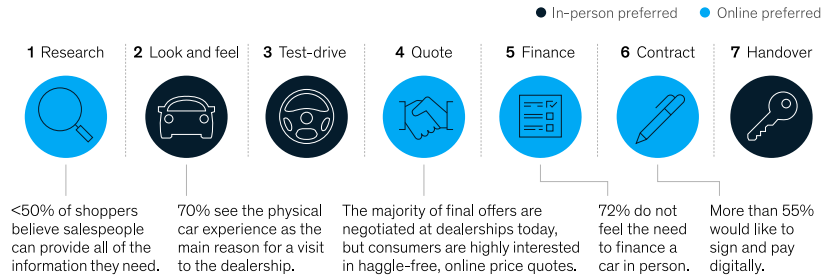 In-person preferred Online preferred
1 Research 2 Look and feel 3 Test-drive 4 Quote 5 Finance 6 Contract 7 Handover
<50% of shoppers
believe salespeople
can provide all of the
information they need.
70% see the physical
car experience as the
main reason for a visit
to the dealership.
The majority of final offers are
negotiated at dealerships today,
but consumers are highly interested
in haggle-free, online price quotes.
72% do not
feel the need
to finance a
car in person.
More than 55%
would like to
sign and pay
digitally.